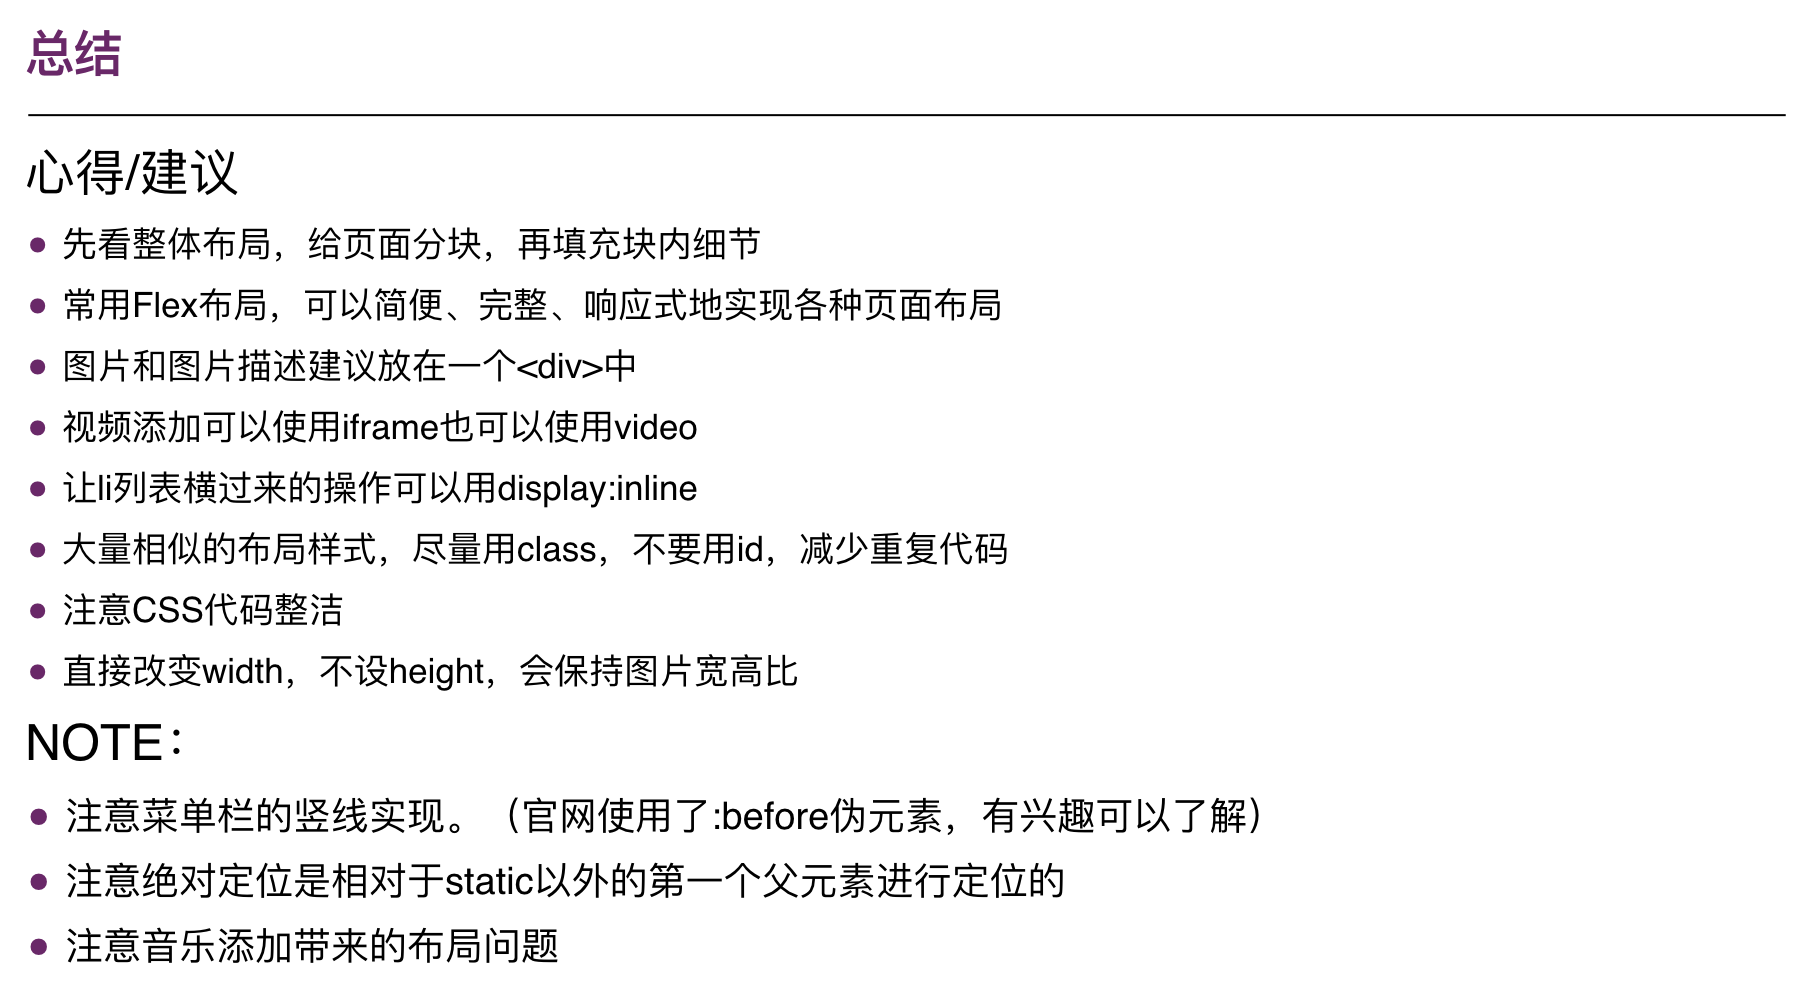 总结
心得/建议
先看整体布局，给页面分块，再填充块内细节
常用Flex布局，可以简便、完整、响应式地实现各种页面布局
图片和图片描述建议放在一个<div>中
视频添加可以使用iframe也可以使用video
让li列表横过来的操作可以用display:inline
大量相似的布局样式，尽量用class，不要用id，减少重复代码
注意CSS代码整洁
直接改变width，不设height，会保持图片宽高比
NOTE：
注意菜单栏的竖线实现。（官网使用了:before伪元素，有兴趣可以了解）
注意绝对定位是相对于static以外的第一个父元素进行定位的
注意音乐添加带来的布局问题